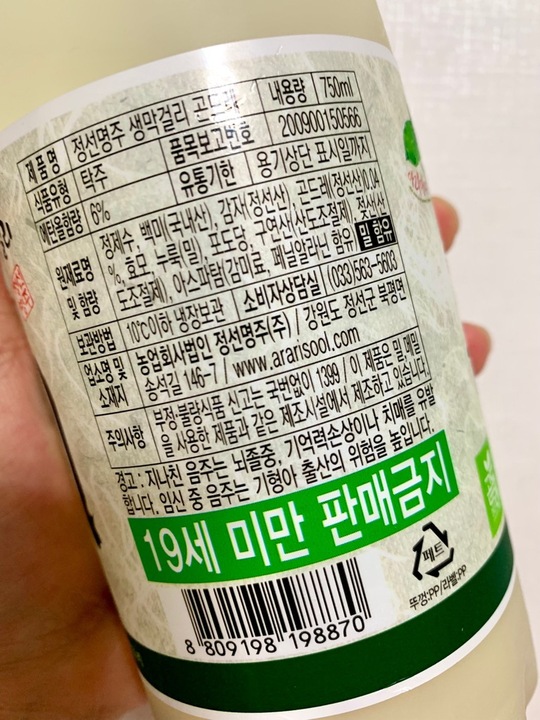 제품명 정선명주 생막걸리 곤드레 내용량 750ml
식품유형 탁주 품목보고번호 200900150566
에탄올함량 6% 유통기한 용기상단 표시일까지
원재료명 및 함량
정제수, 백미(국내산), 감자(정선산), 곤드레(정선산)0.04
%, 효모, 누룩(밀), 포도당, 구연산(산도조절제), 젖산(산
도조절제), 아스파탐(감미료, 페닐알라닌 함유) 밀 함유
보관방법 10℃이하 냉장보관 소비자상담실 (033)563-5603
업소명 및 소재지
농업회사법인 정선명주(주) / 강원도 정선군 북평면
송석길 146-7 / www.ararisool.com
주의사항
부정·불량식품 신고는 국번없이 1399 / 이 제품은 밀,메밀
을 사용한 제품과 같은 제조시설에서 제조하고 있습니다.
경고 : 지나친 음주는 뇌졸중, 기억력손상이나 치매를 유발
합니다. 임신 중 음주는 기형아 출산의 위험을 높입니다.
19세 미만 판매금지
페트
뚜껑:PP/라벨:PP
8 809198 198870